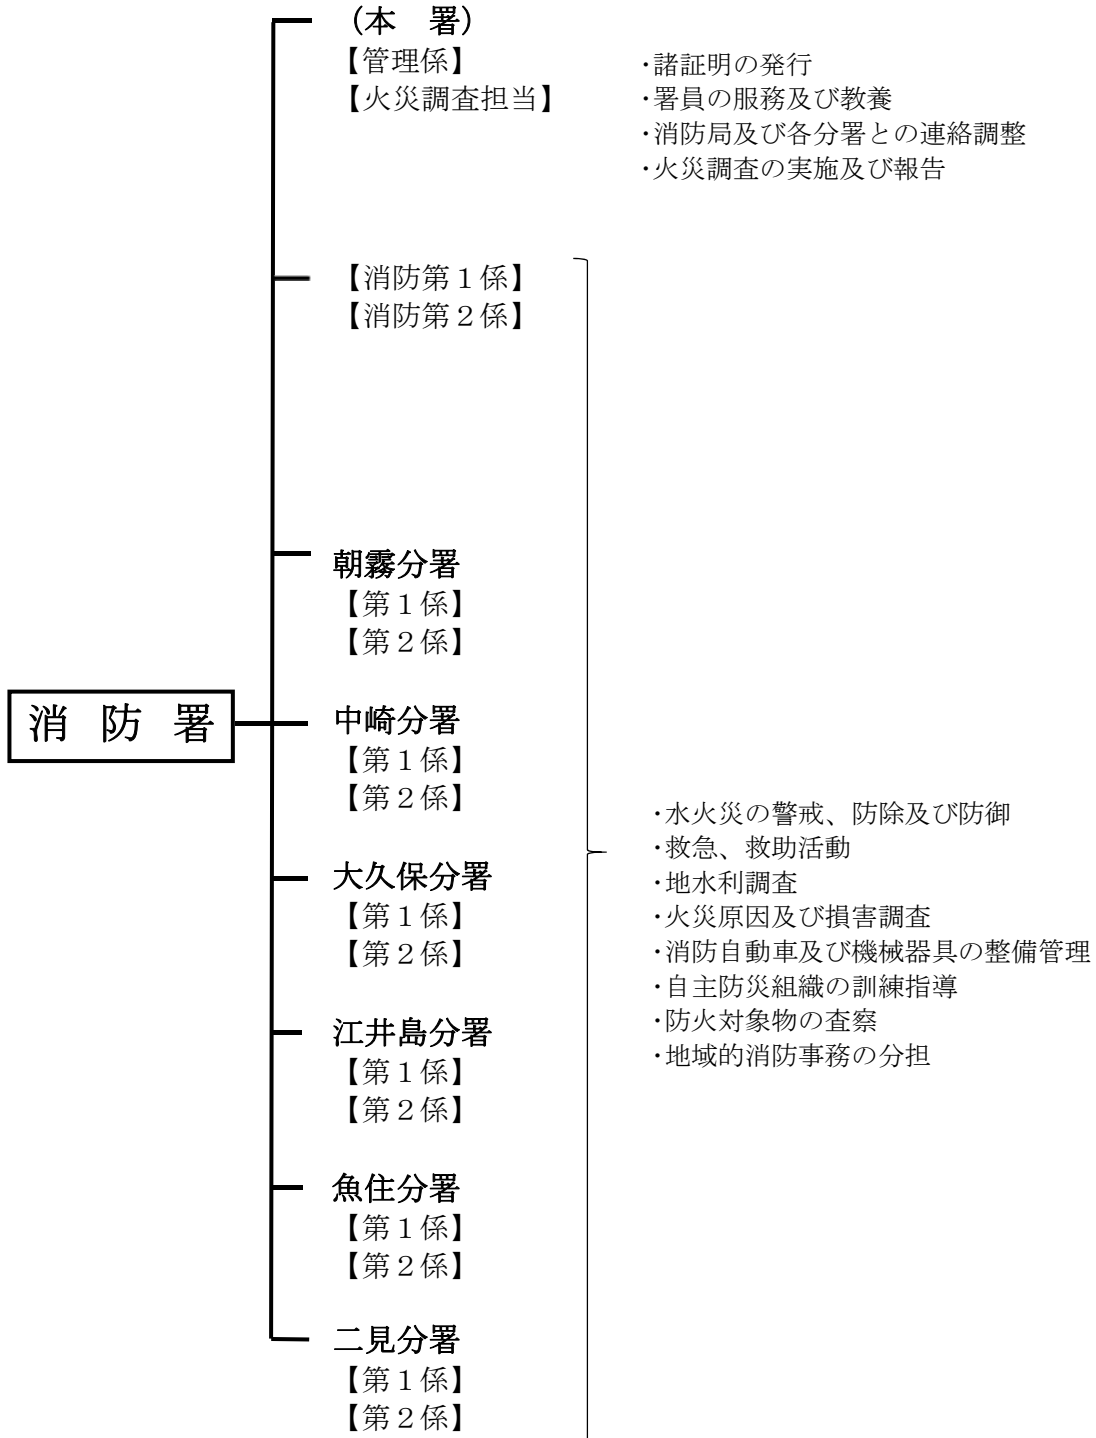 （本　署）
【管理係】
【火災調査担当】
・諸証明の発行
・署員の服務及び教養
・消防局及び各分署との連絡調整
・火災調査の実施及び報告
【消防第１係】
【消防第２係】
朝霧分署
【第１係】
【第２係】
消　防　署
中崎分署
【第１係】
【第２係】
大久保分署
【第１係】
【第２係】
江井島分署
【第１係】
【第２係】
魚住分署
【第１係】
【第２係】
二見分署
【第１係】
【第２係】
・水火災の警戒、防除及び防御
・救急、救助活動
・地水利調査
・火災原因及び損害調査
・消防自動車及び機械器具の整備管理
・自主防災組織の訓練指導
・防火対象物の査察
・地域的消防事務の分担